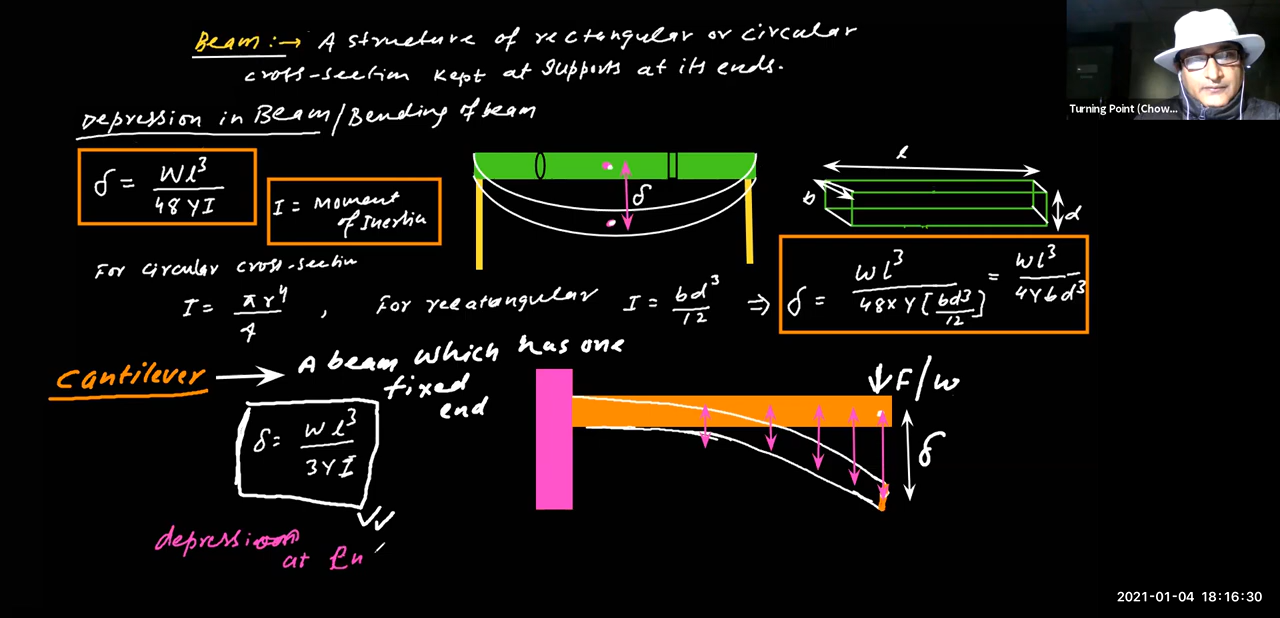 Beam :→ A structure of rectangular or circular
cross-section kept at supports at its ends.
Turning Point (Chow...
Depression in Beam/Bending of beam
δ = Wl³/48YI
I = Moment of Inertia
δ
l
b
d
For circular cross-section
I = πr⁴/4 , For recatangular I = bd³/12 ⇒ δ = Wl³/48×Y[bd³/12] = Wl³/4Ybd³
Cantilever → A beam which has one
fixed
end
F/w
δ = Wl³/3YI
δ
depression
at En
2021-01-04 18:16:30